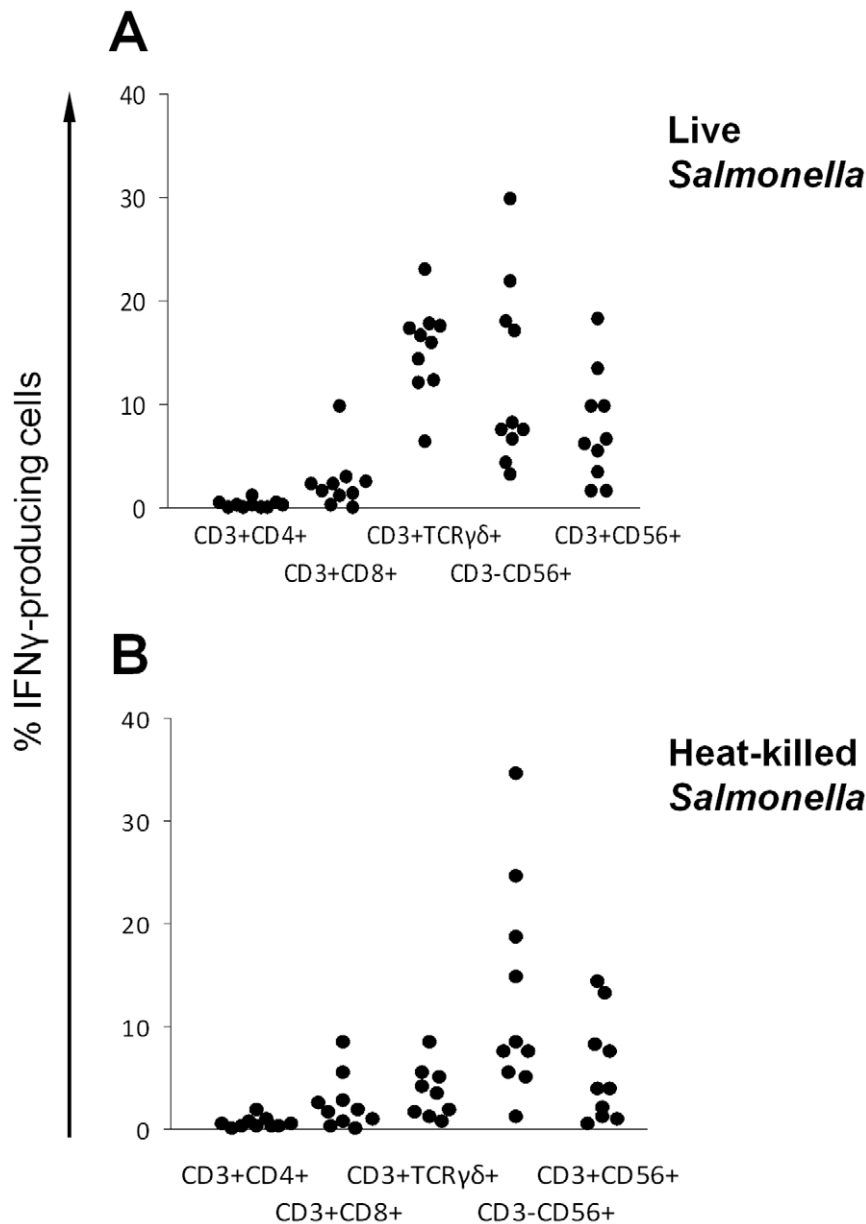 A
40
30
20
10
0
Live
Salmonella
CD3+CD4+ CD3+TCRγδ+ CD3+CD56+
CD3+CD8+ CD3-CD56+
% IFNγ-producing cells
B
40
30
20
10
0
Heat-killed
Salmonella
CD3+CD4+ CD3+TCRγδ+ CD3+CD56+
CD3+CD8+ CD3-CD56+